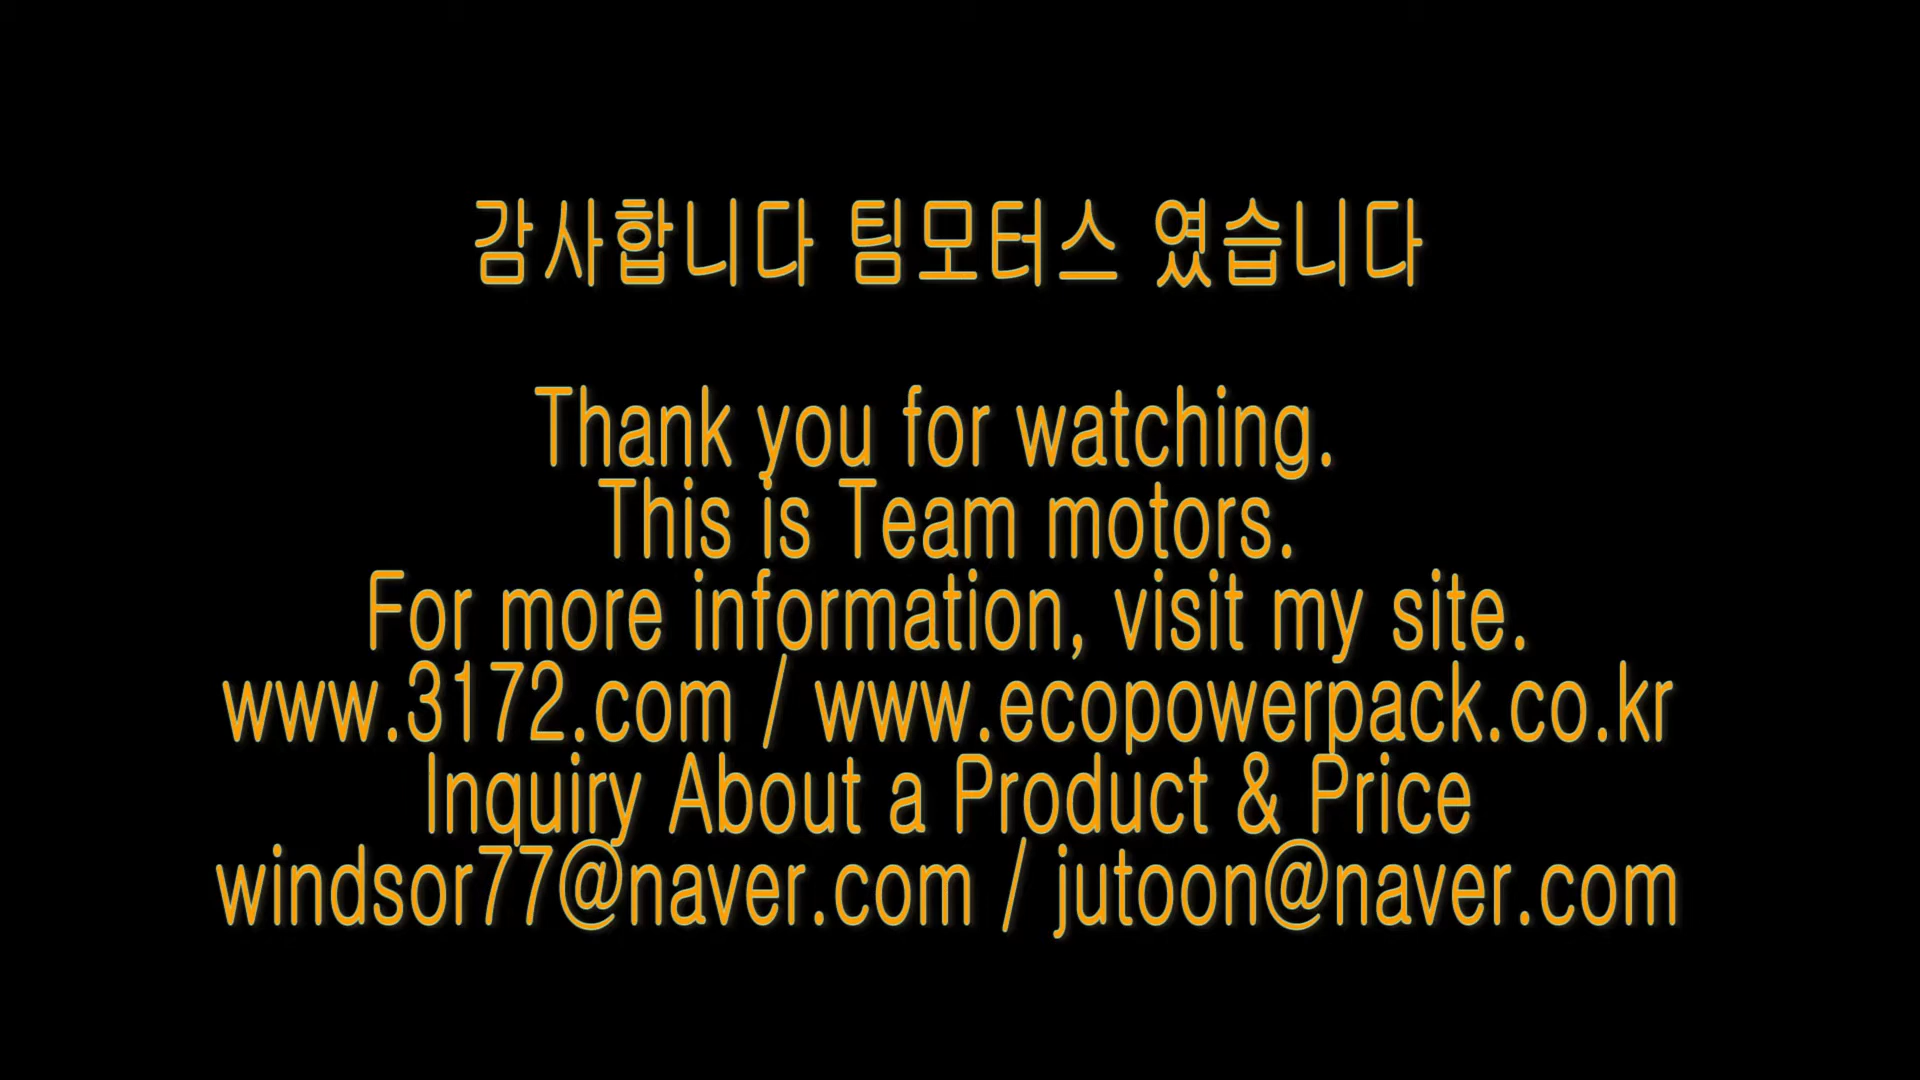 감사합니다 팀모터스 였습니다
Thank you for watching.
This is Team motors.
For more information, visit my site.
www.3172.com / www.ecopowerpack.co.kr
Inquiry About a Product & Price
windsor77@naver.com / jutoon@naver.com